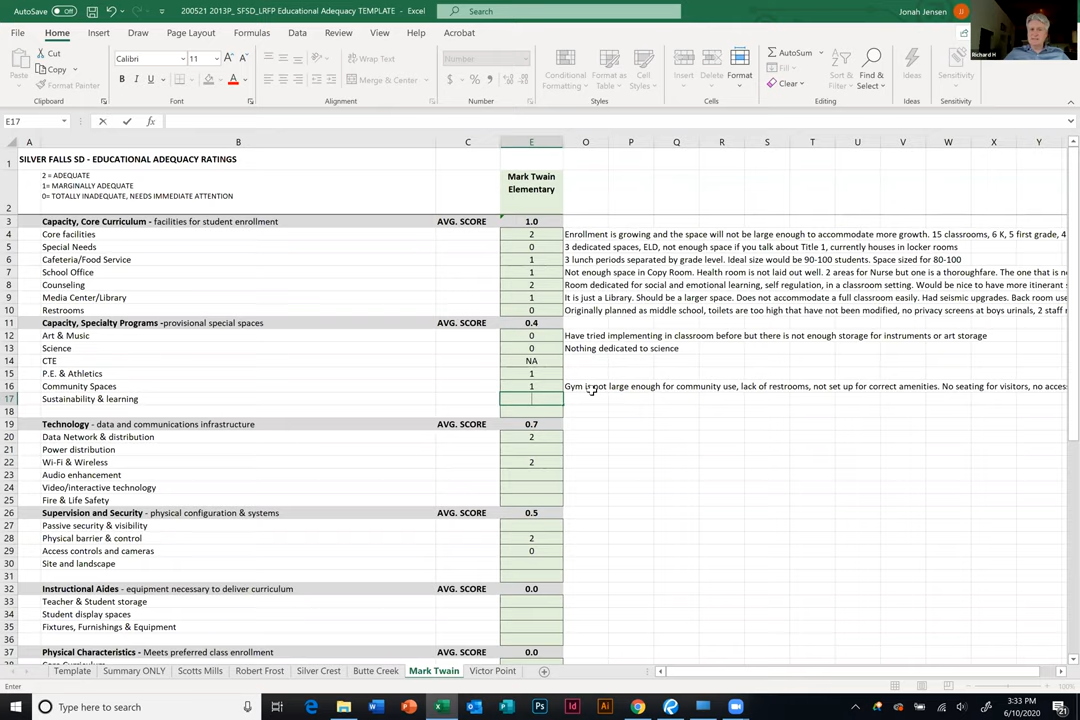 AutoSave Off 200521 2013P_ SFSD_LRFP Educational Adequacy TEMPLATE - Excel Search Jonah Jensen JJ
Richard H
File Home Insert Draw Page Layout Formulas Data Review View Help Acrobat
Paste Cut Copy Format Painter Clipboard
Calibri 11 B I U Font
Wrap Text Merge & Center Alignment
Number $ % Number
Conditional Formatting Format as Table Cell Styles Styles
Insert Delete Format Cells
AutoSum Fill Clear Sort & Filter Find & Select Editing
Ideas Ideas Sensitivity Sensitivity
E17 fx
A B C E O P Q R S T U V W X Y
1 SILVER FALLS SD - EDUCATIONAL ADEQUACY RATINGS
2 = ADEQUATE
1= MARGINALLY ADEQUATE
0= TOTALLY INADEQUATE, NEEDS IMMEDIATE ATTENTION
2 Mark Twain Elementary
3 Capacity, Core Curriculum - facilities for student enrollment AVG. SCORE 1.0
4 Core facilities 2 Enrollment is growing and the space will not be large enough to accommodate more growth. 15 classrooms, 6 K, 5 first grade, 4
5 Special Needs 0 3 dedicated spaces, ELD, not enough space if you talk about Title 1, currently houses in locker rooms
6 Cafeteria/Food Service 1 3 lunch periods separated by grade level. Ideal size would be 90-100 students. Space sized for 80-100
7 School Office 1 Not enough space in Copy Room. Health room is not laid out well. 2 areas for Nurse but one is a thoroughfare. The one that is n
8 Counseling 2 Room dedicated for social and emotional learning, self regulation, in a classroom setting. Would be nice to have more itinerant s
9 Media Center/Library 1 It is just a Library. Should be a larger space. Does not accommodate a full classroom easily. Had seismic upgrades. Back room use
10 Restrooms 0 Originally planned as middle school, toilets are too high that have not been modified, no privacy screens at boys urinals, 2 staff
11 Capacity, Specialty Programs -provisional special spaces AVG. SCORE 0.4
12 Art & Music 0 Have tried implementing in classroom before but there is not enough storage for instruments or art storage
13 Science 0 Nothing dedicated to science
14 CTE NA
15 P.E. & Athletics 1
16 Community Spaces 1 Gym is not large enough for community use, lack of restrooms, not set up for correct amenities. No seating for visitors, no acces
17 Sustainability & learning
18
19 Technology - data and communications infrastructure AVG. SCORE 0.7
20 Data Network & distribution 2
21 Power distribution
22 Wi-Fi & Wireless 2
23 Audio enhancement
24 Video/interactive technology
25 Fire & Life Safety
26 Supervision and Security - physical configuration & systems AVG. SCORE 0.5
27 Passive security & visibility
28 Physical barrier & control 2
29 Access controls and cameras 0
30 Site and landscape
31
32 Instructional Aides - equipment necessary to deliver curriculum AVG. SCORE 0.0
33 Teacher & Student storage
34 Student display spaces
35 Fixtures, Furnishings & Equipment
36
37 Physical Characteristics - Meets preferred class enrollment AVG. SCORE 0.0
Template Summary ONLY Scotts Mills Robert Frost Silver Crest Butte Creek Mark Twain Victor Point
Enter 100%
Type here to search 3:33 PM
6/10/2020 21